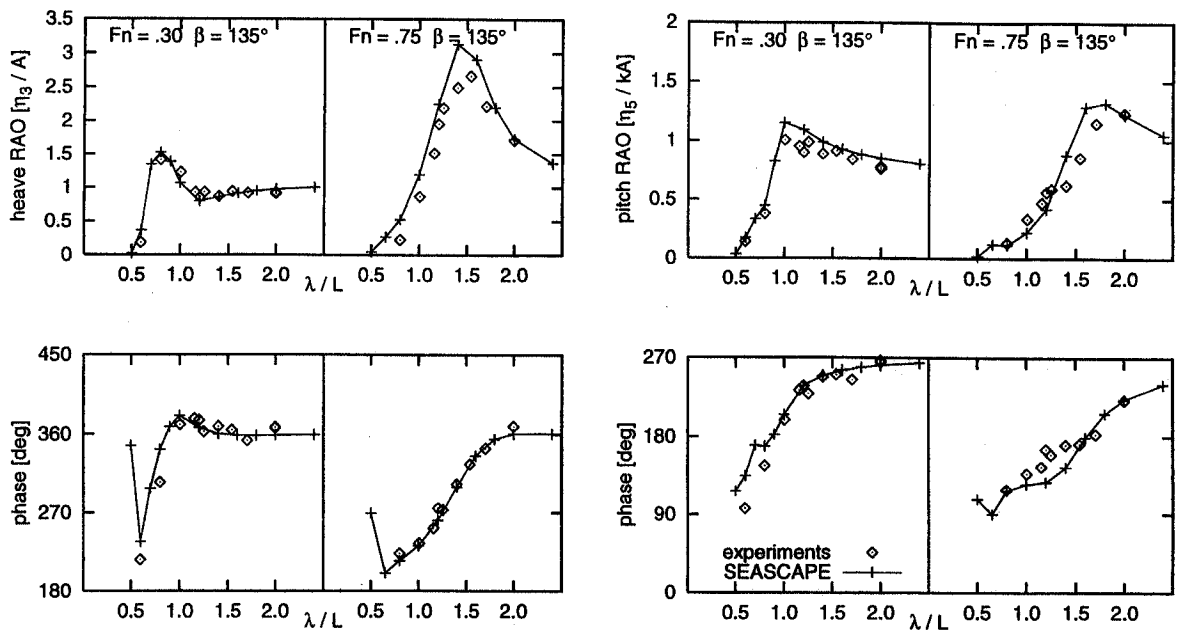 heave RAO [η3 / A]
3.5
3
2.5
2
1.5
1
0.5
0
Fn = .30 β = 135°
Fn = .75 β = 135°
0.5 1.0 1.5 2.0
0.5 1.0 1.5 2.0
λ / L
pitch RAO [η5 / kA]
2
1.5
1
0.5
0
Fn = .30 β = 135°
Fn = .75 β = 135°
0.5 1.0 1.5 2.0
0.5 1.0 1.5 2.0
λ / L
phase [deg]
450
360
270
180
0.5 1.0 1.5 2.0
0.5 1.0 1.5 2.0
λ / L
phase [deg]
270
180
90
0
experiments
SEASCAPE
0.5 1.0 1.5 2.0
0.5 1.0 1.5 2.0
λ / L